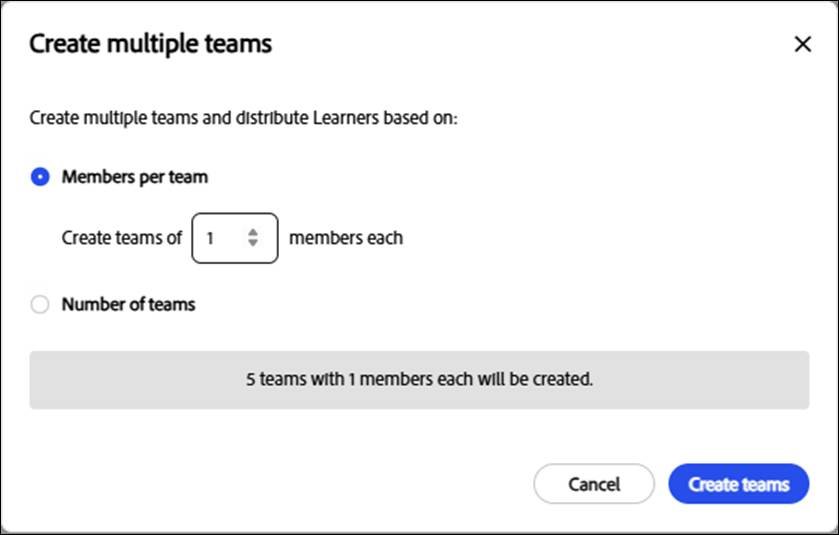 Create multiple teams
Create multiple teams and distribute Learners based on:
Members per team
Create teams of 1 members each
Number of teams
5 teams with 1 members each will be created.
Cancel Create teams